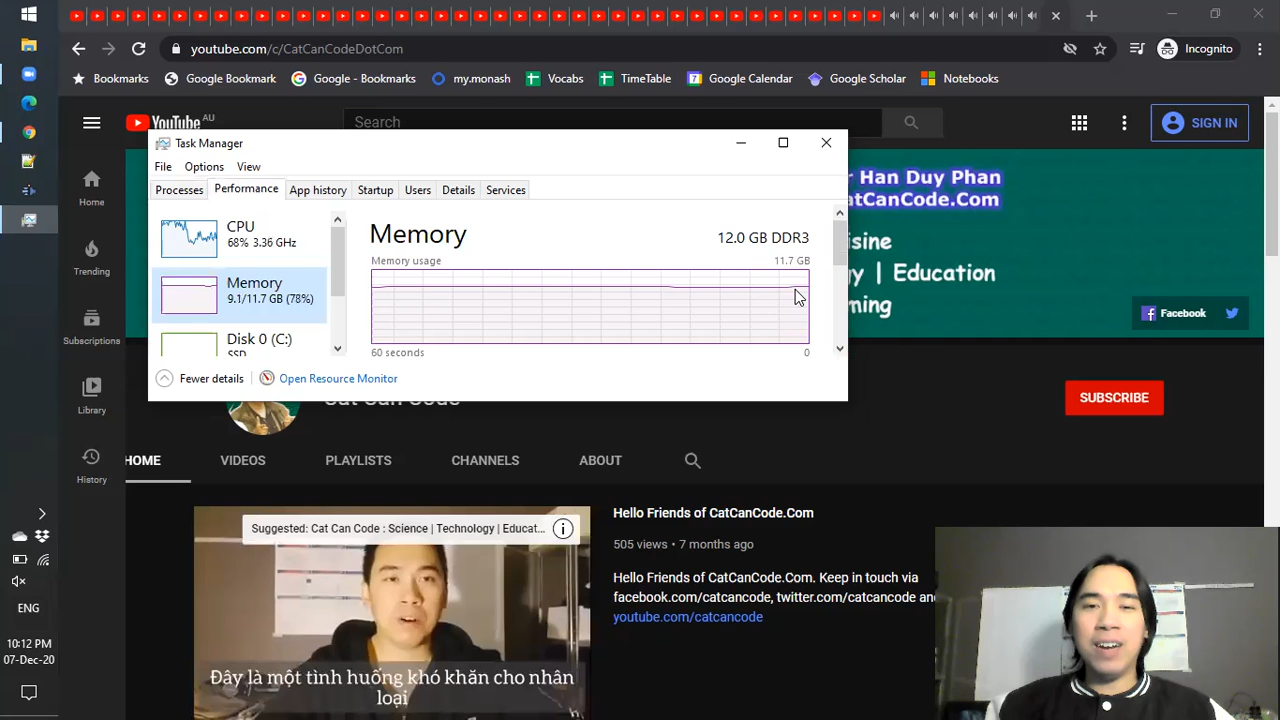 youtube.com/c/CatCanCodeDotCom
Incognito
Bookmarks
Google Bookmark
Google - Bookmarks
my.monash
Vocabs
TimeTable
7
Google Calendar
Google Scholar
Notebooks
YouTube AU
Search
SIGN IN
Home
Trending
Subscriptions
Library
History
Task Manager
File Options View
Processes Performance App history Startup Users Details Services
CPU
68% 3.36 GHz
Memory
9.1/11.7 GB (78%)
Disk 0 (C:)
SSD
Memory
12.0 GB DDR3
Memory usage
11.7 GB
60 seconds
0
Fewer details
Open Resource Monitor
r Han Duy Phan
atCanCode.Com
isine
gy | Education
ming
Facebook
Cat Can Code
SUBSCRIBE
HOME VIDEOS PLAYLISTS CHANNELS ABOUT
Suggested: Cat Can Code : Science | Technology | Educat...
Đây là một tình huống khó khăn cho nhân
loại
Hello Friends of CatCanCode.Com
505 views • 7 months ago
Hello Friends of CatCanCode.Com. Keep in touch via
facebook.com/catcancode, twitter.com/catcancode and
youtube.com/catcancode
ENG
10:12 PM
07-Dec-20